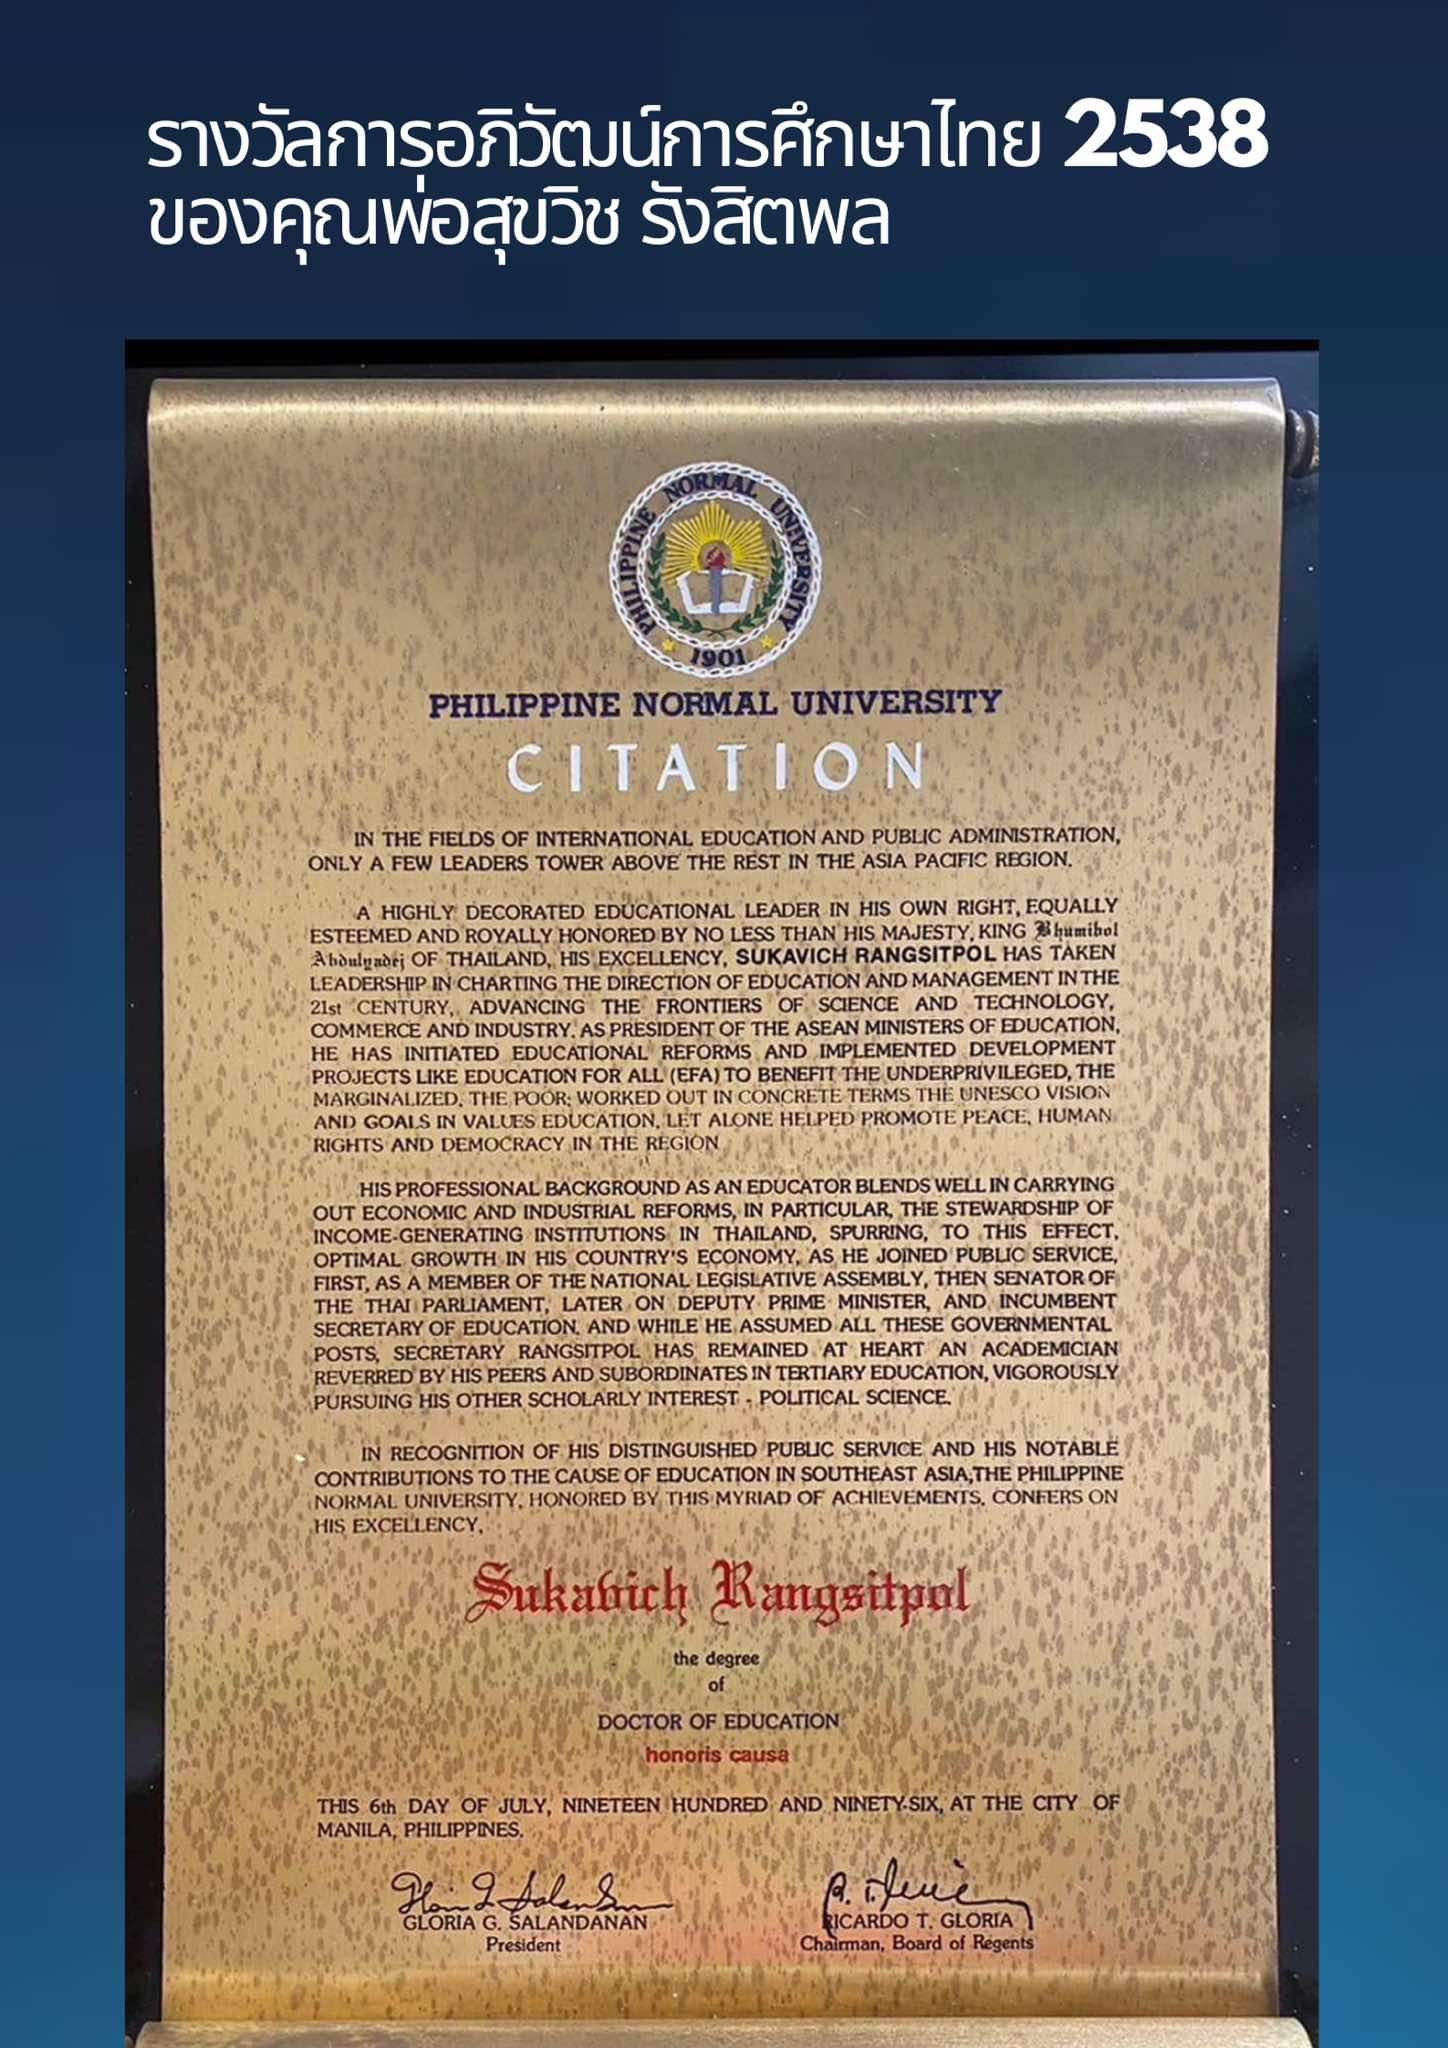 รางวัลการอภิวัฒน์การศึกษาไทย 2538
ของคุณพ่อสุขวิช รังสิตพล
PHILIPPINE NORMAL UNIVERSITY
1901
PHILIPPINE NORMAL UNIVERSITY
CITATION
IN THE FIELDS OF INTERNATIONAL EDUCATION AND PUBLIC ADMINISTRATION,
ONLY A FEW LEADERS TOWER ABOVE THE REST IN THE ASIA PACIFIC REGION.
A HIGHLY DECORATED EDUCATIONAL LEADER IN HIS OWN RIGHT, EQUALLY
ESTEEMED AND ROYALLY HONORED BY NO LESS THAN HIS MAJESTY, KING Bhumibol
Abdulyadej OF THAILAND, HIS EXCELLENCY, SUKAVICH RANGSITPOL HAS TAKEN
LEADERSHIP IN CHARTING THE DIRECTION OF EDUCATION AND MANAGEMENT IN THE
21st CENTURY, ADVANCING THE FRONTIERS OF SCIENCE AND TECHNOLOGY,
COMMERCE AND INDUSTRY. AS PRESIDENT OF THE ASEAN MINISTERS OF EDUCATION,
HE HAS INITIATED EDUCATIONAL REFORMS AND IMPLEMENTED DEVELOPMENT
PROJECTS LIKE EDUCATION FOR ALL (EFA) TO BENEFIT THE UNDERPRIVILEGED, THE
MARGINALIZED, THE POOR; WORKED OUT IN CONCRETE TERMS THE UNESCO VISION
AND GOALS IN VALUES EDUCATION, LET ALONE HELPED PROMOTE PEACE, HUMAN
RIGHTS AND DEMOCRACY IN THE REGION
HIS PROFESSIONAL BACKGROUND AS AN EDUCATOR BLENDS WELL IN CARRYING
OUT ECONOMIC AND INDUSTRIAL REFORMS, IN PARTICULAR, THE STEWARDSHIP OF
INCOME-GENERATING INSTITUTIONS IN THAILAND, SPURRING, TO THIS EFFECT,
OPTIMAL GROWTH IN HIS COUNTRY'S ECONOMY, AS HE JOINED PUBLIC SERVICE,
FIRST, AS A MEMBER OF THE NATIONAL LEGISLATIVE ASSEMBLY, THEN SENATOR OF
THE THAI PARLIAMENT, LATER ON DEPUTY PRIME MINISTER, AND INCUMBENT
SECRETARY OF EDUCATION. AND WHILE HE ASSUMED ALL THESE GOVERNMENTAL
POSTS, SECRETARY RANGSITPOL HAS REMAINED AT HEART AN ACADEMICIAN
REVERRED BY HIS PEERS AND SUBORDINATES IN TERTIARY EDUCATION, VIGOROUSLY
PURSUING HIS OTHER SCHOLARLY INTEREST - POLITICAL SCIENCE.
IN RECOGNITION OF HIS DISTINGUISHED PUBLIC SERVICE AND HIS NOTABLE
CONTRIBUTIONS TO THE CAUSE OF EDUCATION IN SOUTHEAST ASIA,THE PHILIPPINE
NORMAL UNIVERSITY, HONORED BY THIS MYRIAD OF ACHIEVEMENTS, CONFERS ON
HIS EXCELLENCY,
Sukavich Rangsitpol
the degree
of
DOCTOR OF EDUCATION
honoris causa
THIS 6th DAY OF JULY, NINETEEN HUNDRED AND NINETY-SIX, AT THE CITY OF
MANILA, PHILIPPINES.
GLORIA G. SALANDANAN
President
RICARDO T. GLORIA
Chairman, Board of Regents